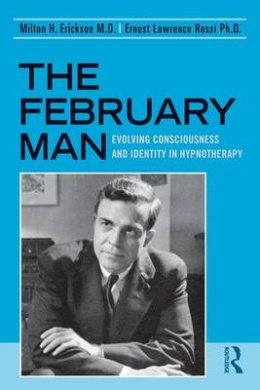 Milton H. Erickson M.D. | Ernest Lawrence Rossi Ph.D.
THE
FEBRUARY
MAN
EVOLVING CONSCIOUSNESS
AND IDENTITY IN HYPNOTHERAPY
R
ROUTLEDGE